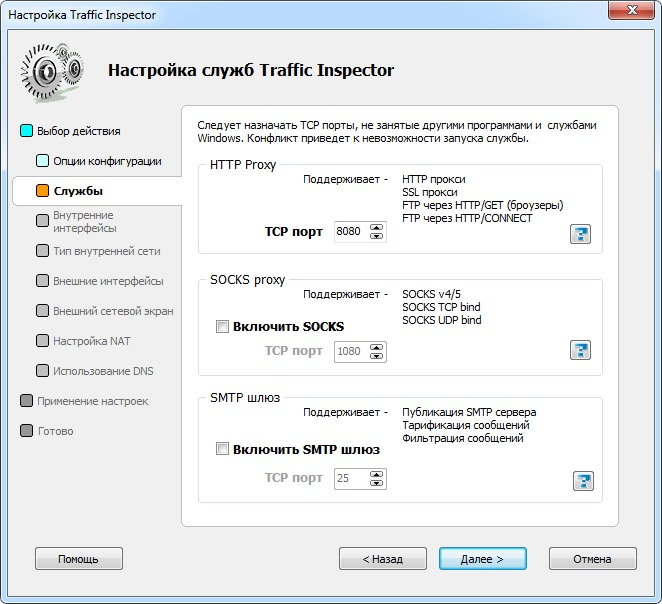 Настройка Traffic Inspector
Настройка служб Traffic Inspector
Выбор действия
Опции конфигурации
Службы
Внутренние
интерфейсы
Тип внутренней сети
Внешние интерфейсы
Внешний сетевой экран
Настройка NAT
Использование DNS
Применение настроек
Готово
Следует назначать TCP порты, не занятые другими программами и службами
Windows. Конфликт приведет к невозможности запуска службы.
HTTP Proxy
Поддерживает - HTTP прокси
SSL прокси
FTP через HTTP/GET (броузеры)
FTP через HTTP/CONNECT
TCP порт 8080
SOCKS proxy
Поддерживает - SOCKS v4/5
SOCKS TCP bind
SOCKS UDP bind
Включить SOCKS
TCP порт 1080
SMTP шлюз
Поддерживает - Публикация SMTP сервера
Тарификация сообщений
Фильтрация сообщений
Включить SMTP шлюз
TCP порт 25
Помощь
< Назад
Далее >
Отмена